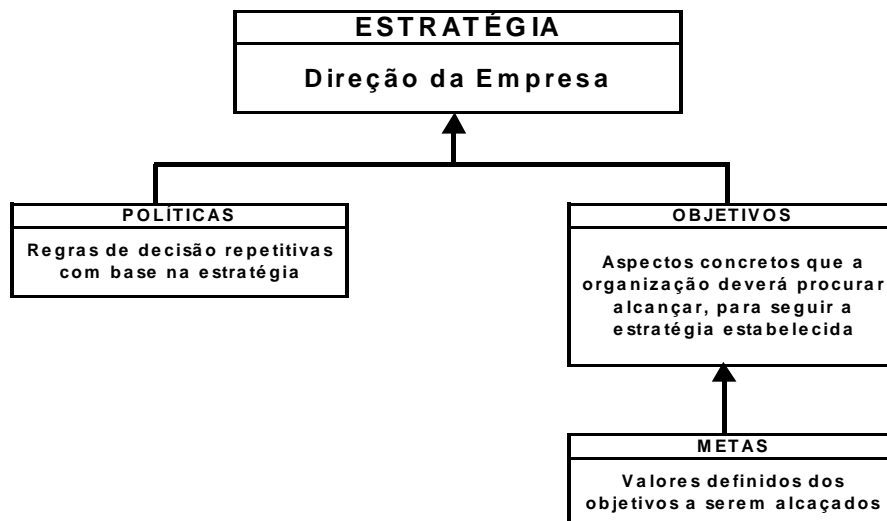 ESTRATÉGIA
Direção da Empresa
POLÍTICAS
Regras de decisão repetitivas
com base na estratégia
OBJETIVOS
Aspectos concretos que a
organização deverá procurar
alcançar, para seguir a
estratégia estabelecida
METAS
Valores definidos dos
objetivos a serem alcaçados